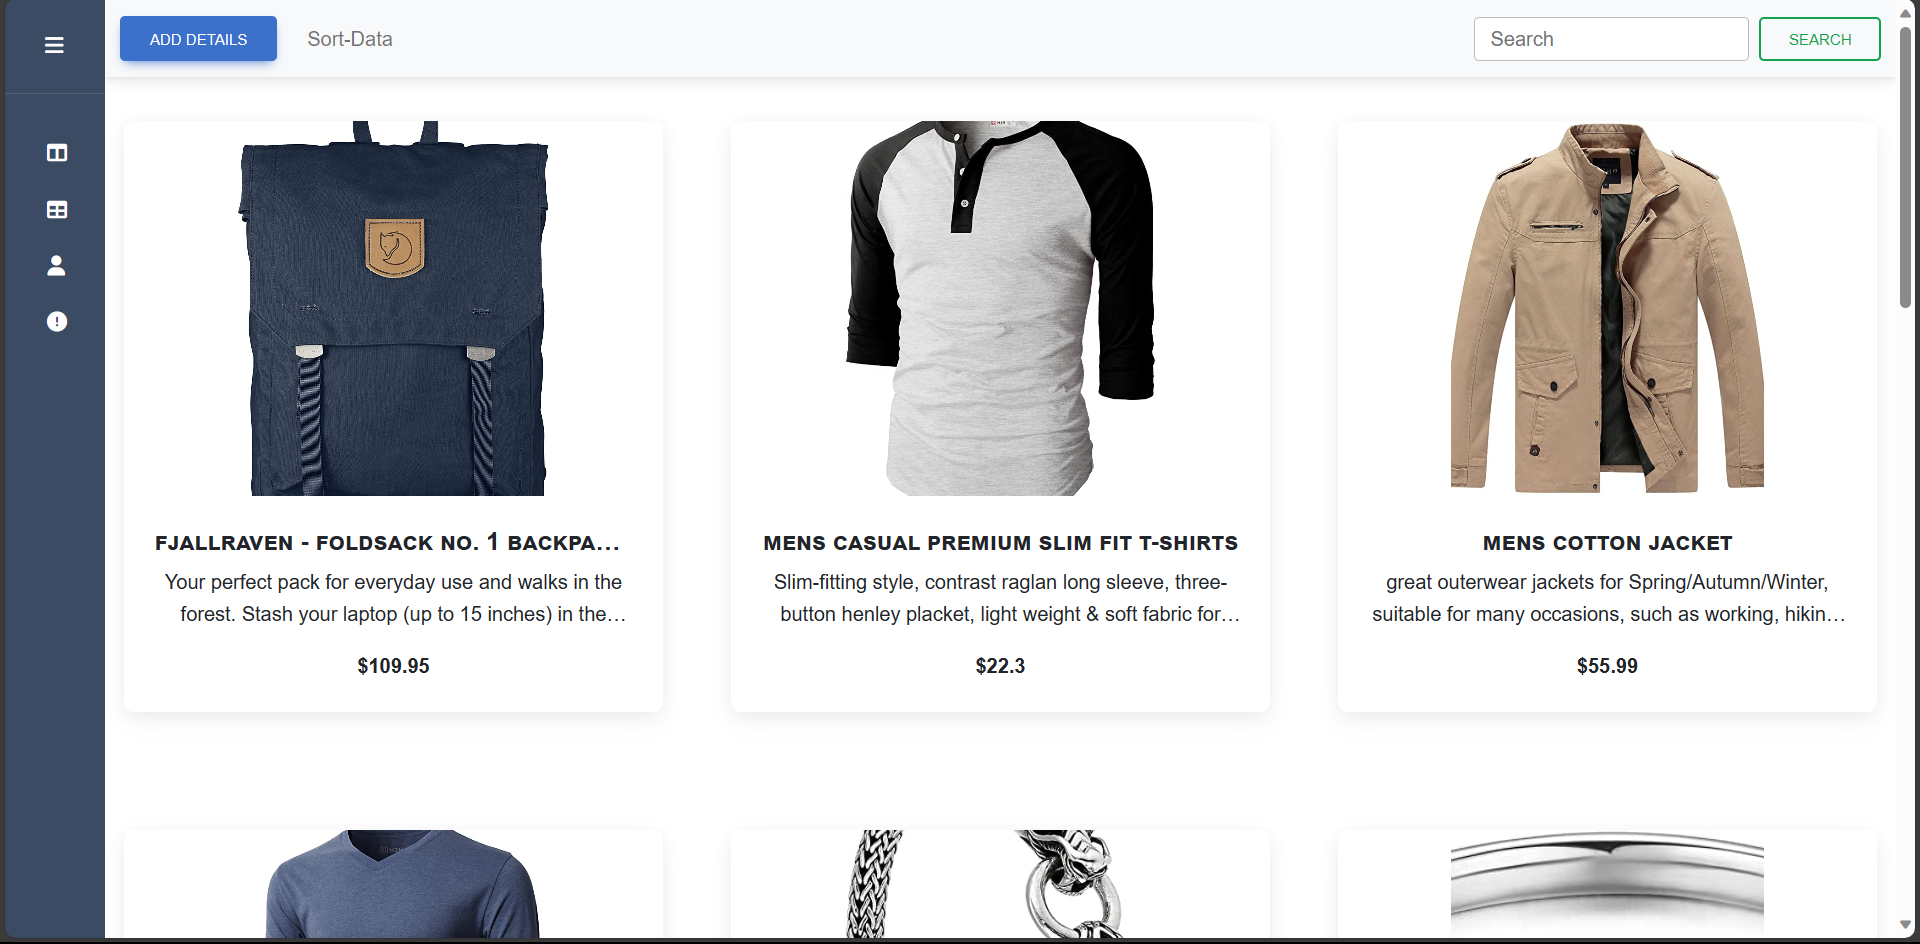 ADD DETAILS
Sort-Data
Search
SEARCH
FJALLRAVEN - FOLDSACK NO. 1 BACKPA...
Your perfect pack for everyday use and walks in the
forest. Stash your laptop (up to 15 inches) in the...
$109.95
MENS CASUAL PREMIUM SLIM FIT T-SHIRTS
Slim-fitting style, contrast raglan long sleeve, three-
button henley placket, light weight & soft fabric for...
$22.3
MENS COTTON JACKET
great outerwear jackets for Spring/Autumn/Winter,
suitable for many occasions, such as working, hikin...
$55.99